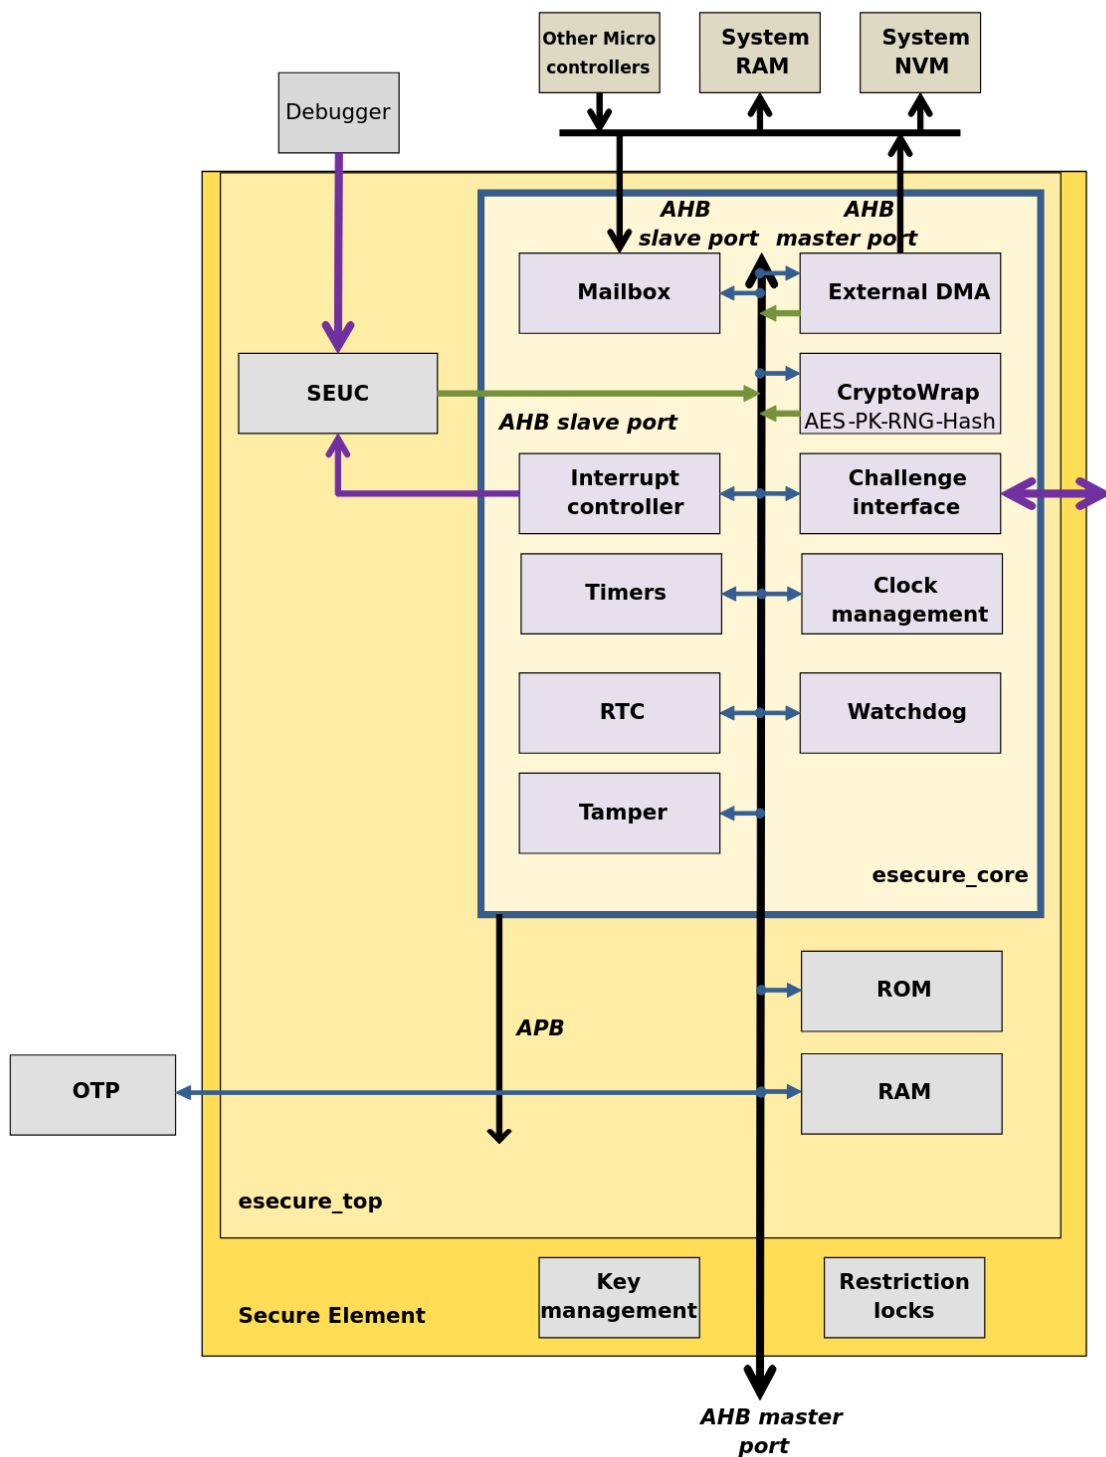 Other Micro
controllers
System
RAM
System
NVM
Debugger
AHB
slave port
AHB
master port
Mailbox
External DMA
SEUC
AHB slave port
CryptoWrap
AES-PK-RNG-Hash
Interrupt
controller
Challenge
interface
Timers
Clock
management
RTC
Watchdog
Tamper
esecure_core
ROM
APB
OTP
RAM
esecure_top
Key
management
Restriction
locks
Secure Element
AHB master
port